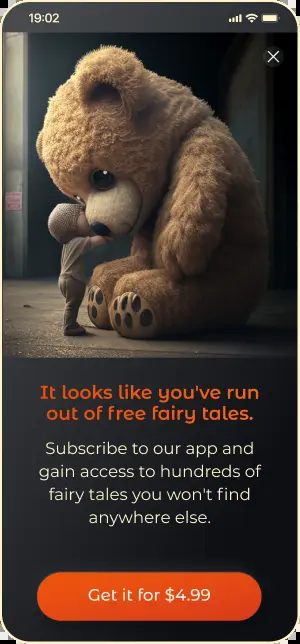 19:02
It looks like you've run
out of free fairy tales.
Subscribe to our app and
gain access to hundreds of
fairy tales you won't find
anywhere else.
Get it for $4.99